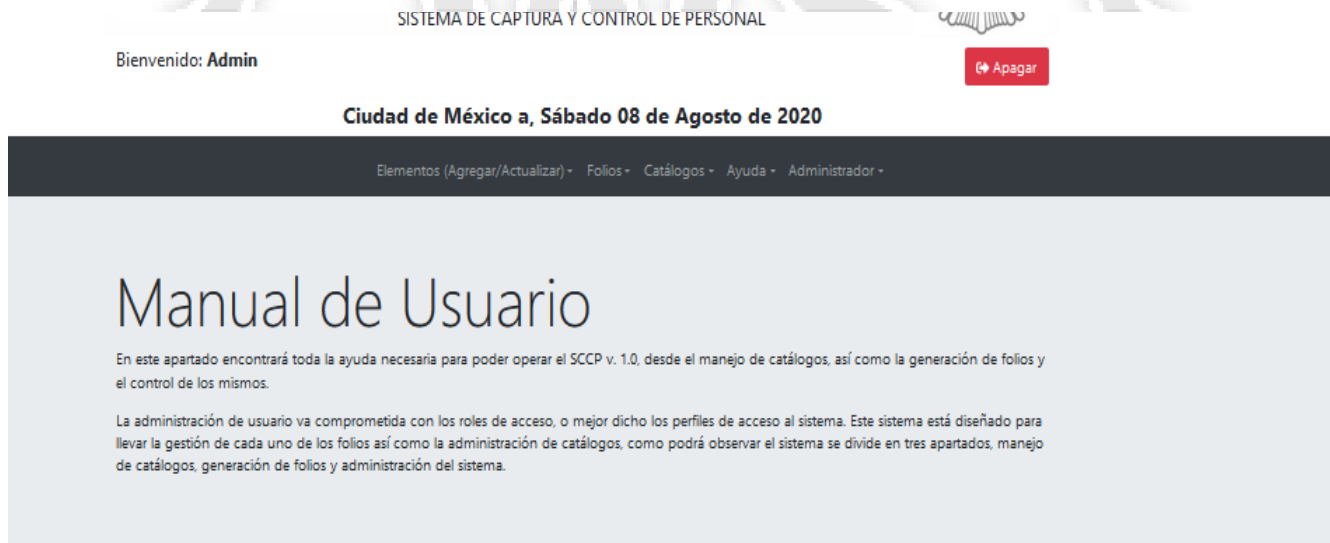 SISTEMA DE CAPTURA Y CONTROL DE PERSONAL
Bienvenido: Admin
Apagar
Ciudad de México a, Sábado 08 de Agosto de 2020
Elementos (Agregar/Actualizar) Folios Catálogos Ayuda Administrador
Manual de Usuario
En este apartado encontrará toda la ayuda necesaria para poder operar el SCCP v. 1.0, desde el manejo de catálogos, así como la generación de folios y
el control de los mismos.
La administración de usuario va comprometida con los roles de acceso, o mejor dicho los perfiles de acceso al sistema. Este sistema está diseñado para
llevar la gestión de cada uno de los folios así como la administración de catálogos, como podrá observar el sistema se divide en tres apartados, manejo
de catálogos, generación de folios y administración del sistema.